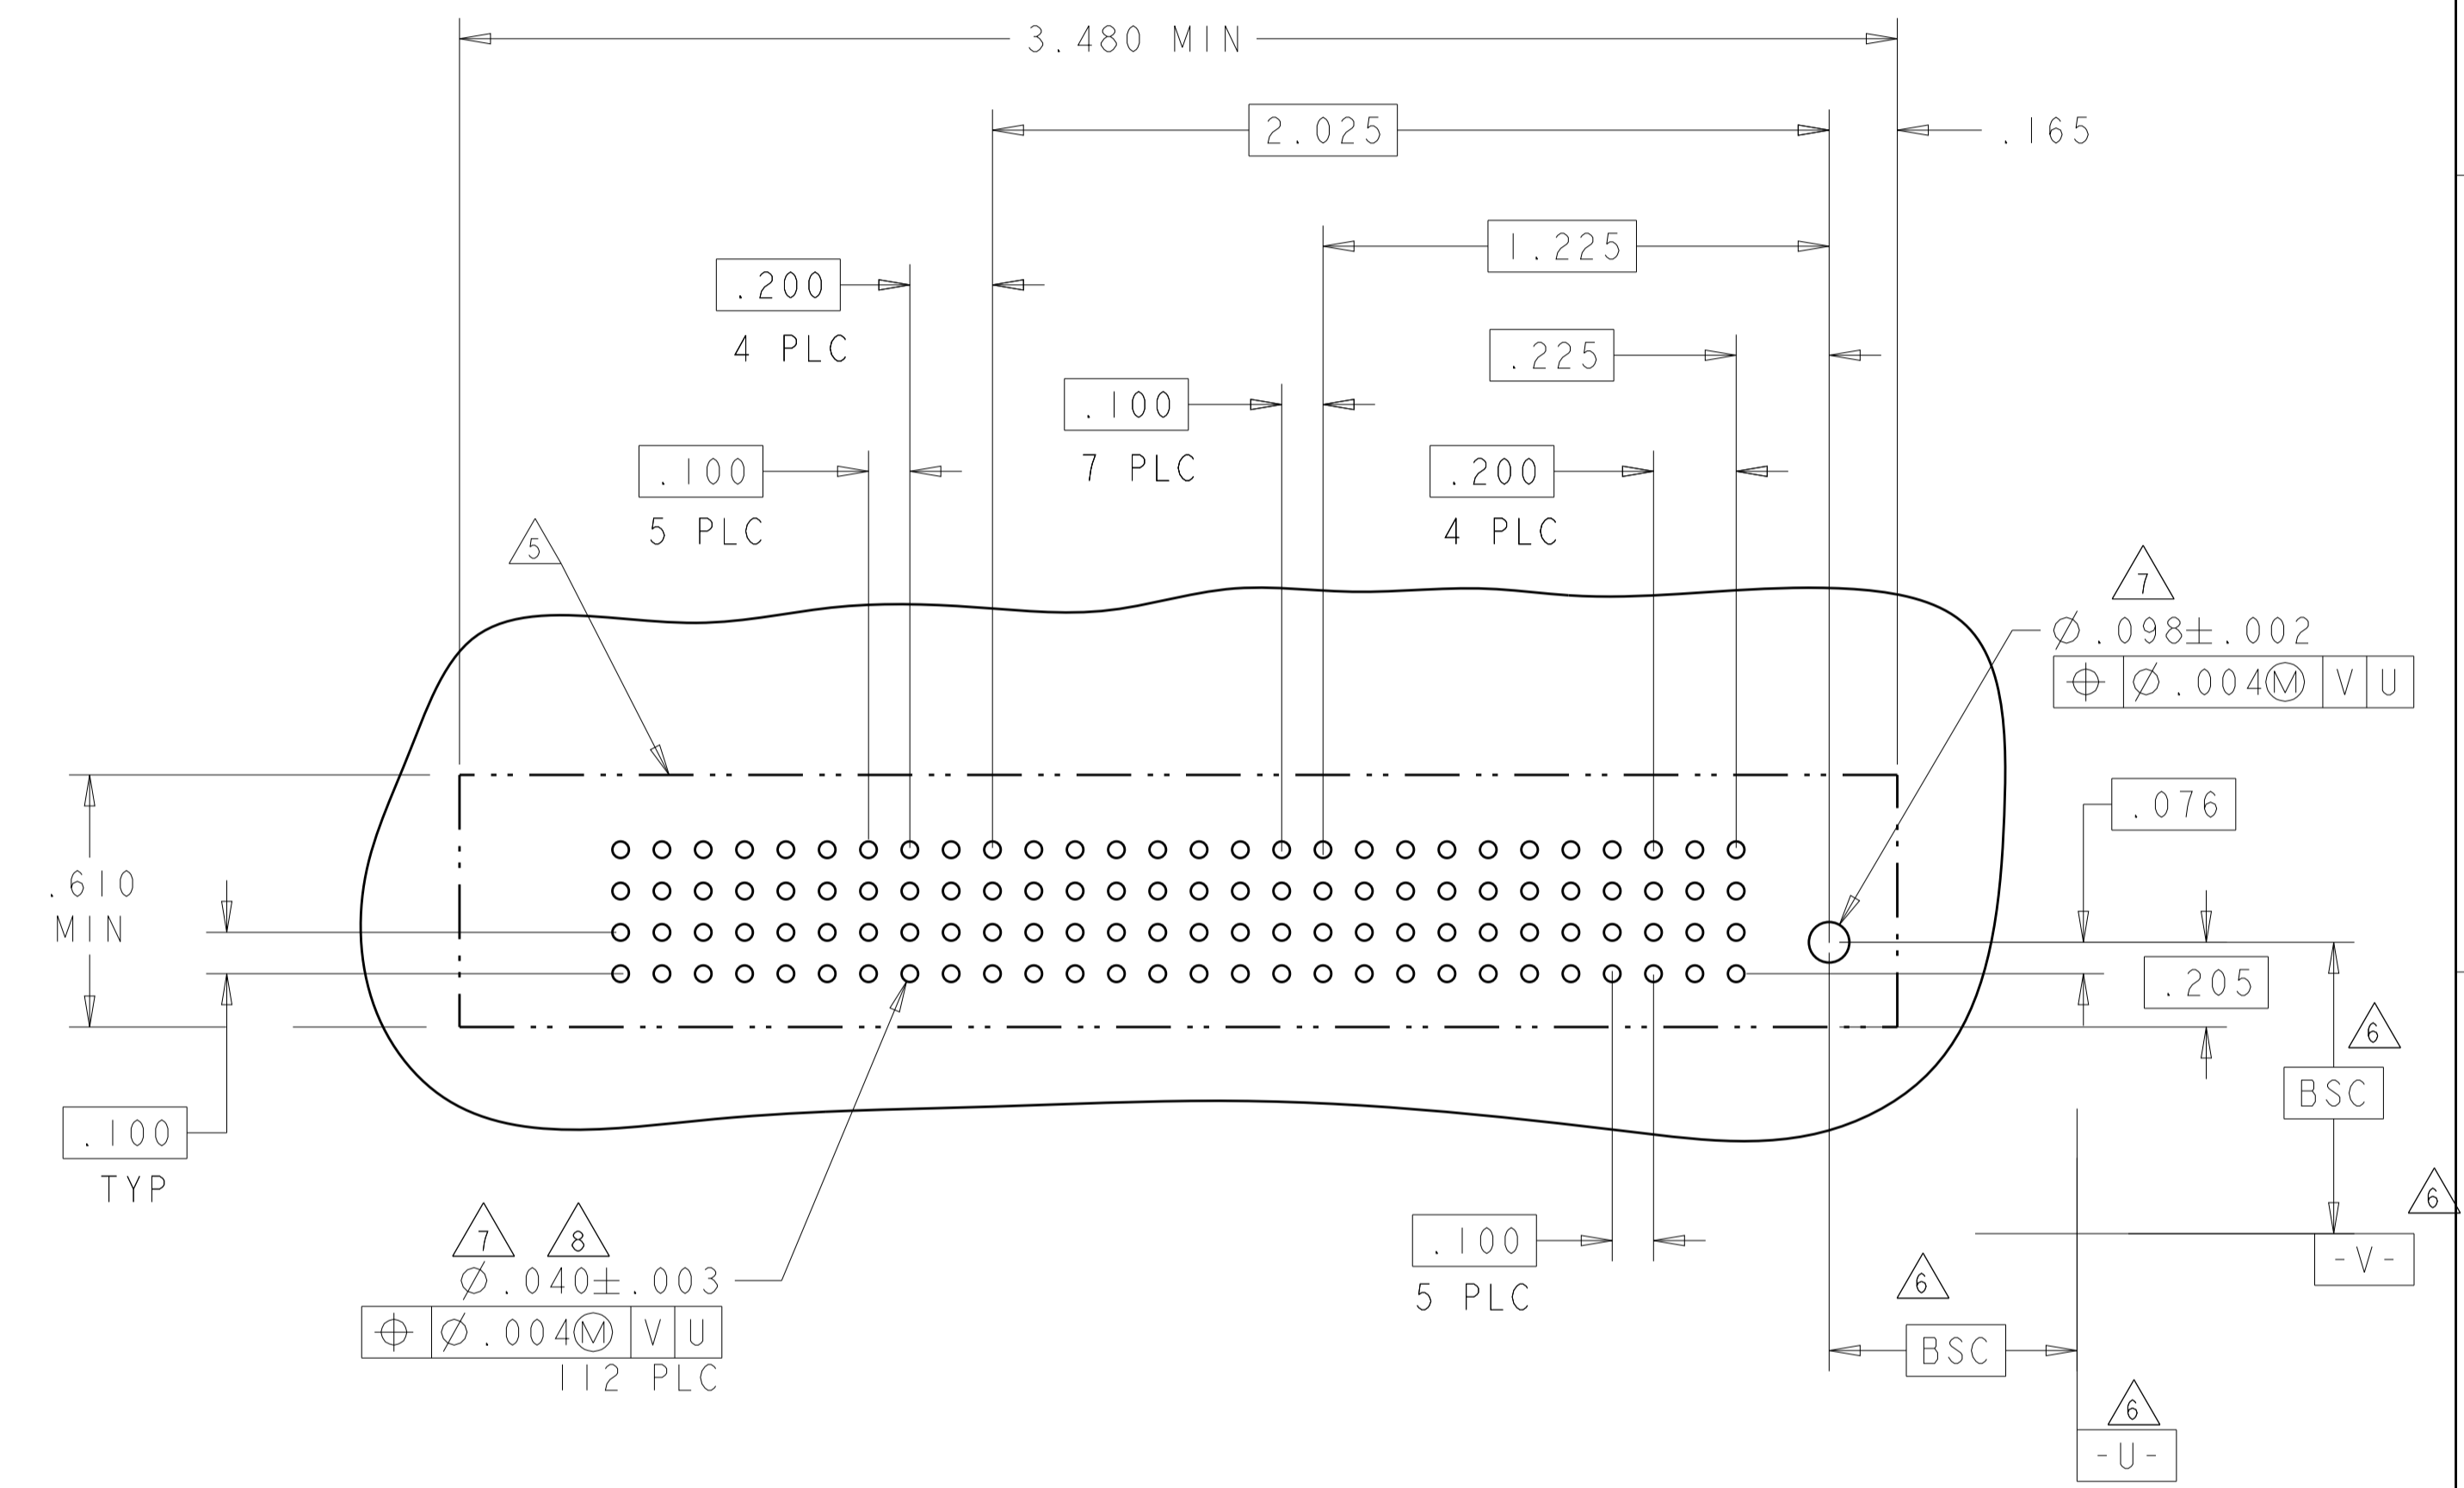 3.480 MIN
2.025
.165
1.225
.200
4 PLC
.225
.100
7 PLC
.100
5 PLC
.200
4 PLC
5
7
⌀.098±.002
⌖ ⌀.004Ⓜ V U
.076
.610
MIN
.205
6
BSC
.100
TYP
6
-V-
7 8
⌀.040±.003
⌖ ⌀.004Ⓜ V U
112 PLC
.100
5 PLC
6
BSC
6
-U-